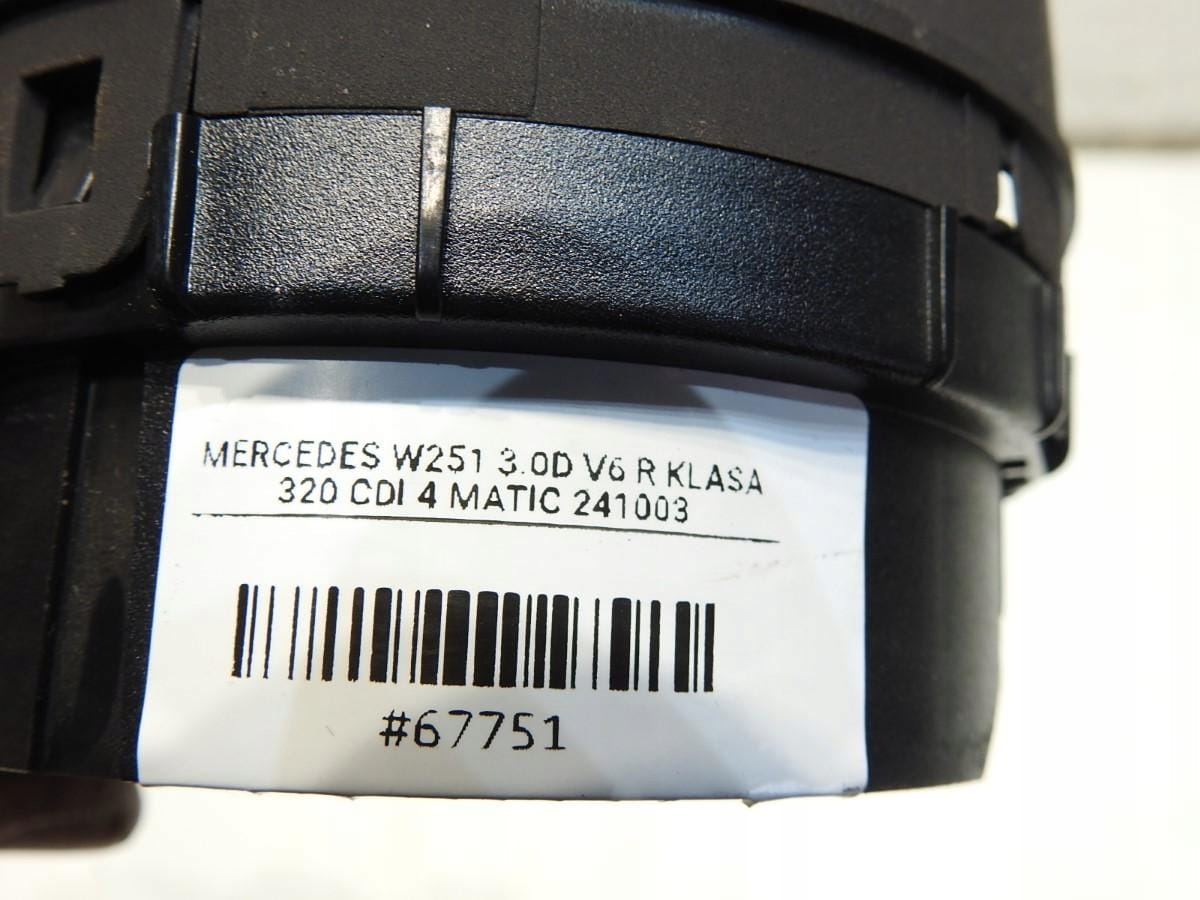 MERCEDES W251 3.0D V6 R KLASA
320 CDI 4 MATIC 241003
#67751